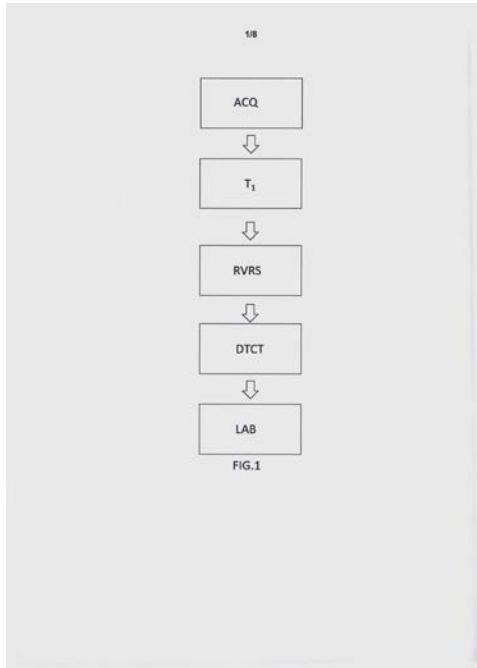 1/8
ACQ
T₁
RVRS
DTCT
LAB
FIG.1